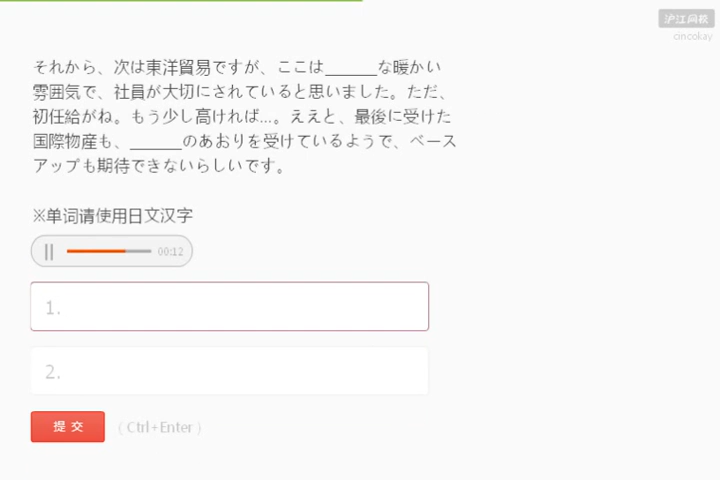 沪江网校
cincokay
それから、次は東洋貿易ですが、ここは______な暖かい
雰囲気で、社員が大切にされていると思いました。ただ、
初任給がね。もう少し高ければ...。ええと、最後に受けた
国際物産も、______のあおりを受けているようで、ベース
アップも期待できないらしいです。
※单词请使用日文汉字
00:12
1.
2.
提 交 (Ctrl+Enter)